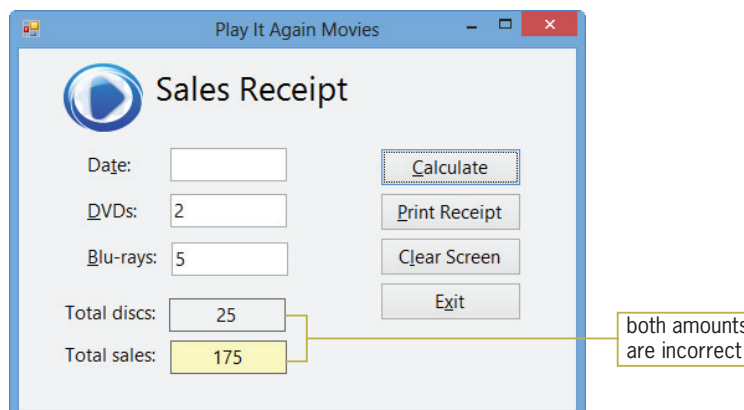 Play It Again Movies
Sales Receipt
Date:
Calculate
DVDs: 2
Print Receipt
Blu-rays: 5
Clear Screen
Exit
Total discs: 25
Total sales: 175
both amounts
are incorrect